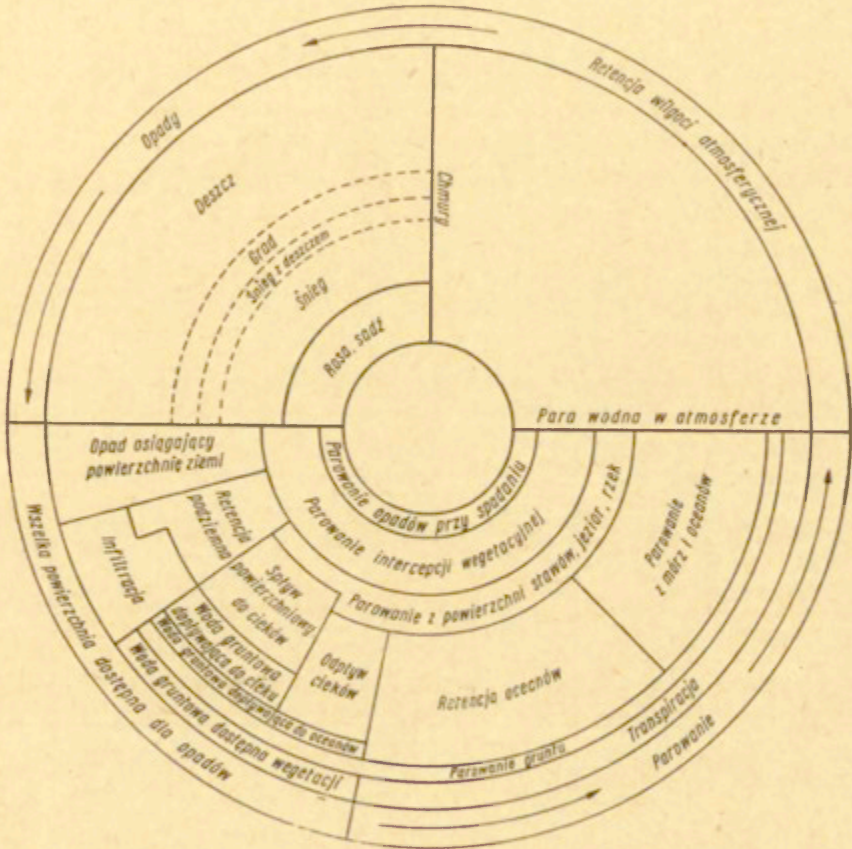 Retencja wilgoci atmosferycznej
Opady
Deszcz
Chmury
Grad
Śnieg z deszczem
Śnieg
Rosa, sadź
Para wodna w atmosferze
Opad osiągający
powierzchnię ziemi
Parowanie opadów przy spadaniu
Parowanie intercepcji wegetacyjnej
Parowanie z powierzchni stawów, jezior, rzek
Parowanie
z mórz i oceanów
Retencja
podziemna
Infiltracja
Spływ
powierzchniowy
do cieków
Woda gruntowa
dopływająca do cieku
Woda gruntowa dopływająca do oceanów
Woda gruntowa dostępna wegetacji
Odpływ
cieków
Retencja oceanów
Parowanie gruntu
Transpiracja
Parowanie
Wszelka powierzchnia dostępna dla opadów